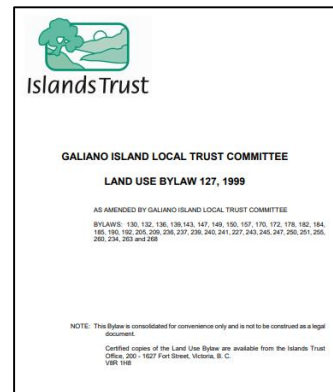 Islands Trust
GALIANO ISLAND LOCAL TRUST COMMITTEE
LAND USE BYLAW 127, 1999
AS AMENDED BY GALIANO ISLAND LOCAL TRUST COMMITTEE
BYLAWS: 130, 132, 136, 139,143, 147, 149, 150, 157, 170, 172, 178, 182, 184,
185, 190, 192, 205, 209, 236, 237, 239, 240, 241, 227, 243, 245, 247, 250, 251, 255,
260, 234, 263 and 268
NOTE: This Bylaw is consolidated for convenience only and is not to be construed as a legal
document.
Certified copies of the Land Use Bylaw are available from the Islands Trust
Office, 200 - 1627 Fort Street, Victoria, B. C.
V8R 1H8